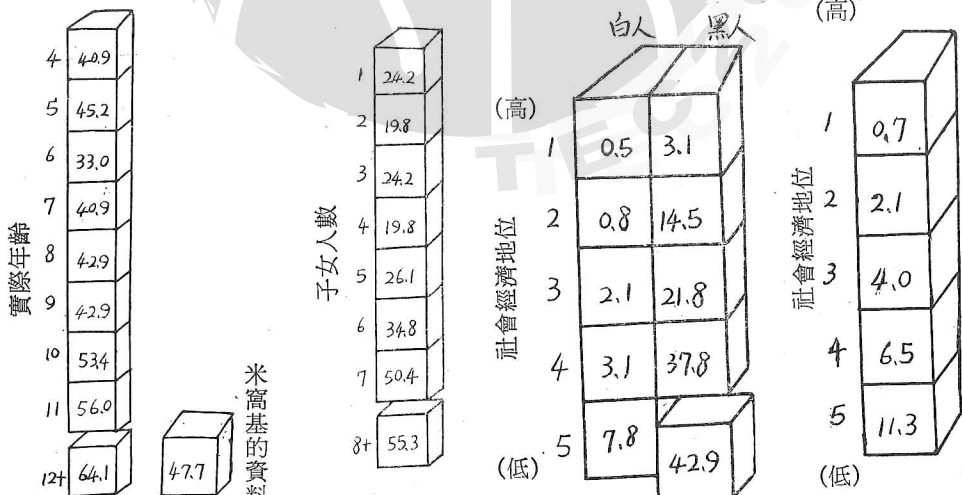 實際年齡
4 40.9
5 45.2
6 33.0
7 40.9
8 42.9
9 42.9
10 53.4
11 56.0
12+ 64.1
47.7
米窩基的資料
子女人數
1 24.2
2 19.8
3 24.2
4 19.8
5 26.1
6 34.8
7 50.4
8+ 55.3
白人 黑人
社會經濟地位
(高)
1 0.5 3.1
2 0.8 14.5
3 2.1 21.8
4 3.1 37.8
5 7.8 42.9
(低)
(高)
社會經濟地位
1 0.7
2 2.1
3 4.0
4 6.5
5 11.3
(低)